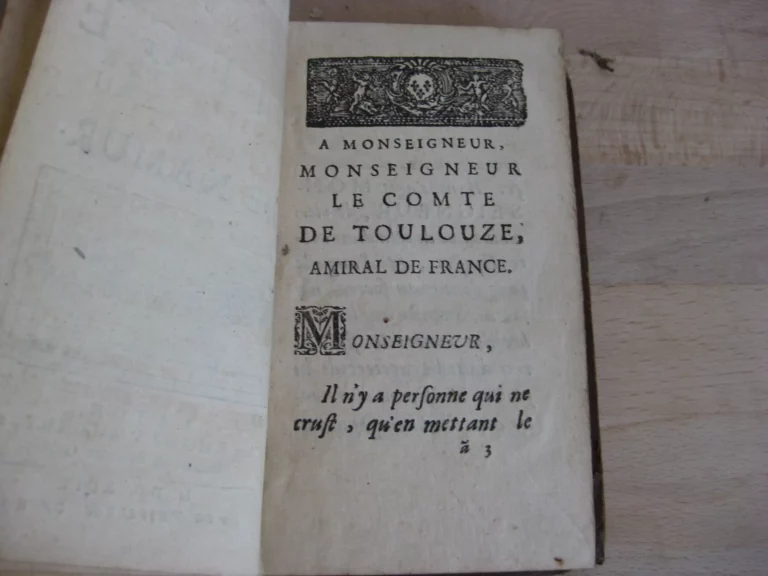 A MONSEIGNEUR,
MONSEIGNEUR
LE COMTE
DE TOULOUZE,
AMIRAL DE FRANCE.
MONSEIGNEUR,
Il n'y a perſonne qui ne
cruſt, qu'en mettant le
ã 3